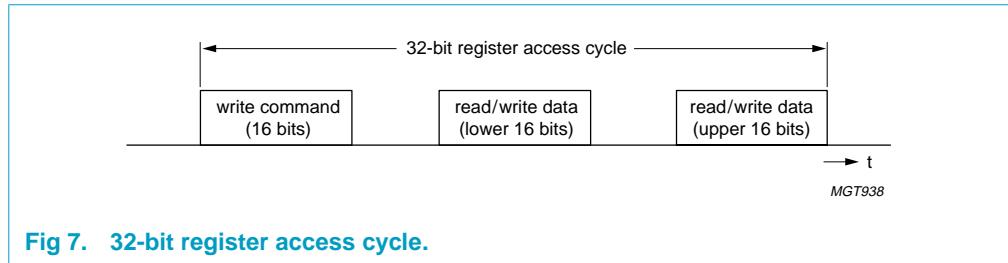 32-bit register access cycle
write command
(16 bits)
read/write data
(lower 16 bits)
read/write data
(upper 16 bits)
t
MGT938
Fig 7. 32-bit register access cycle.